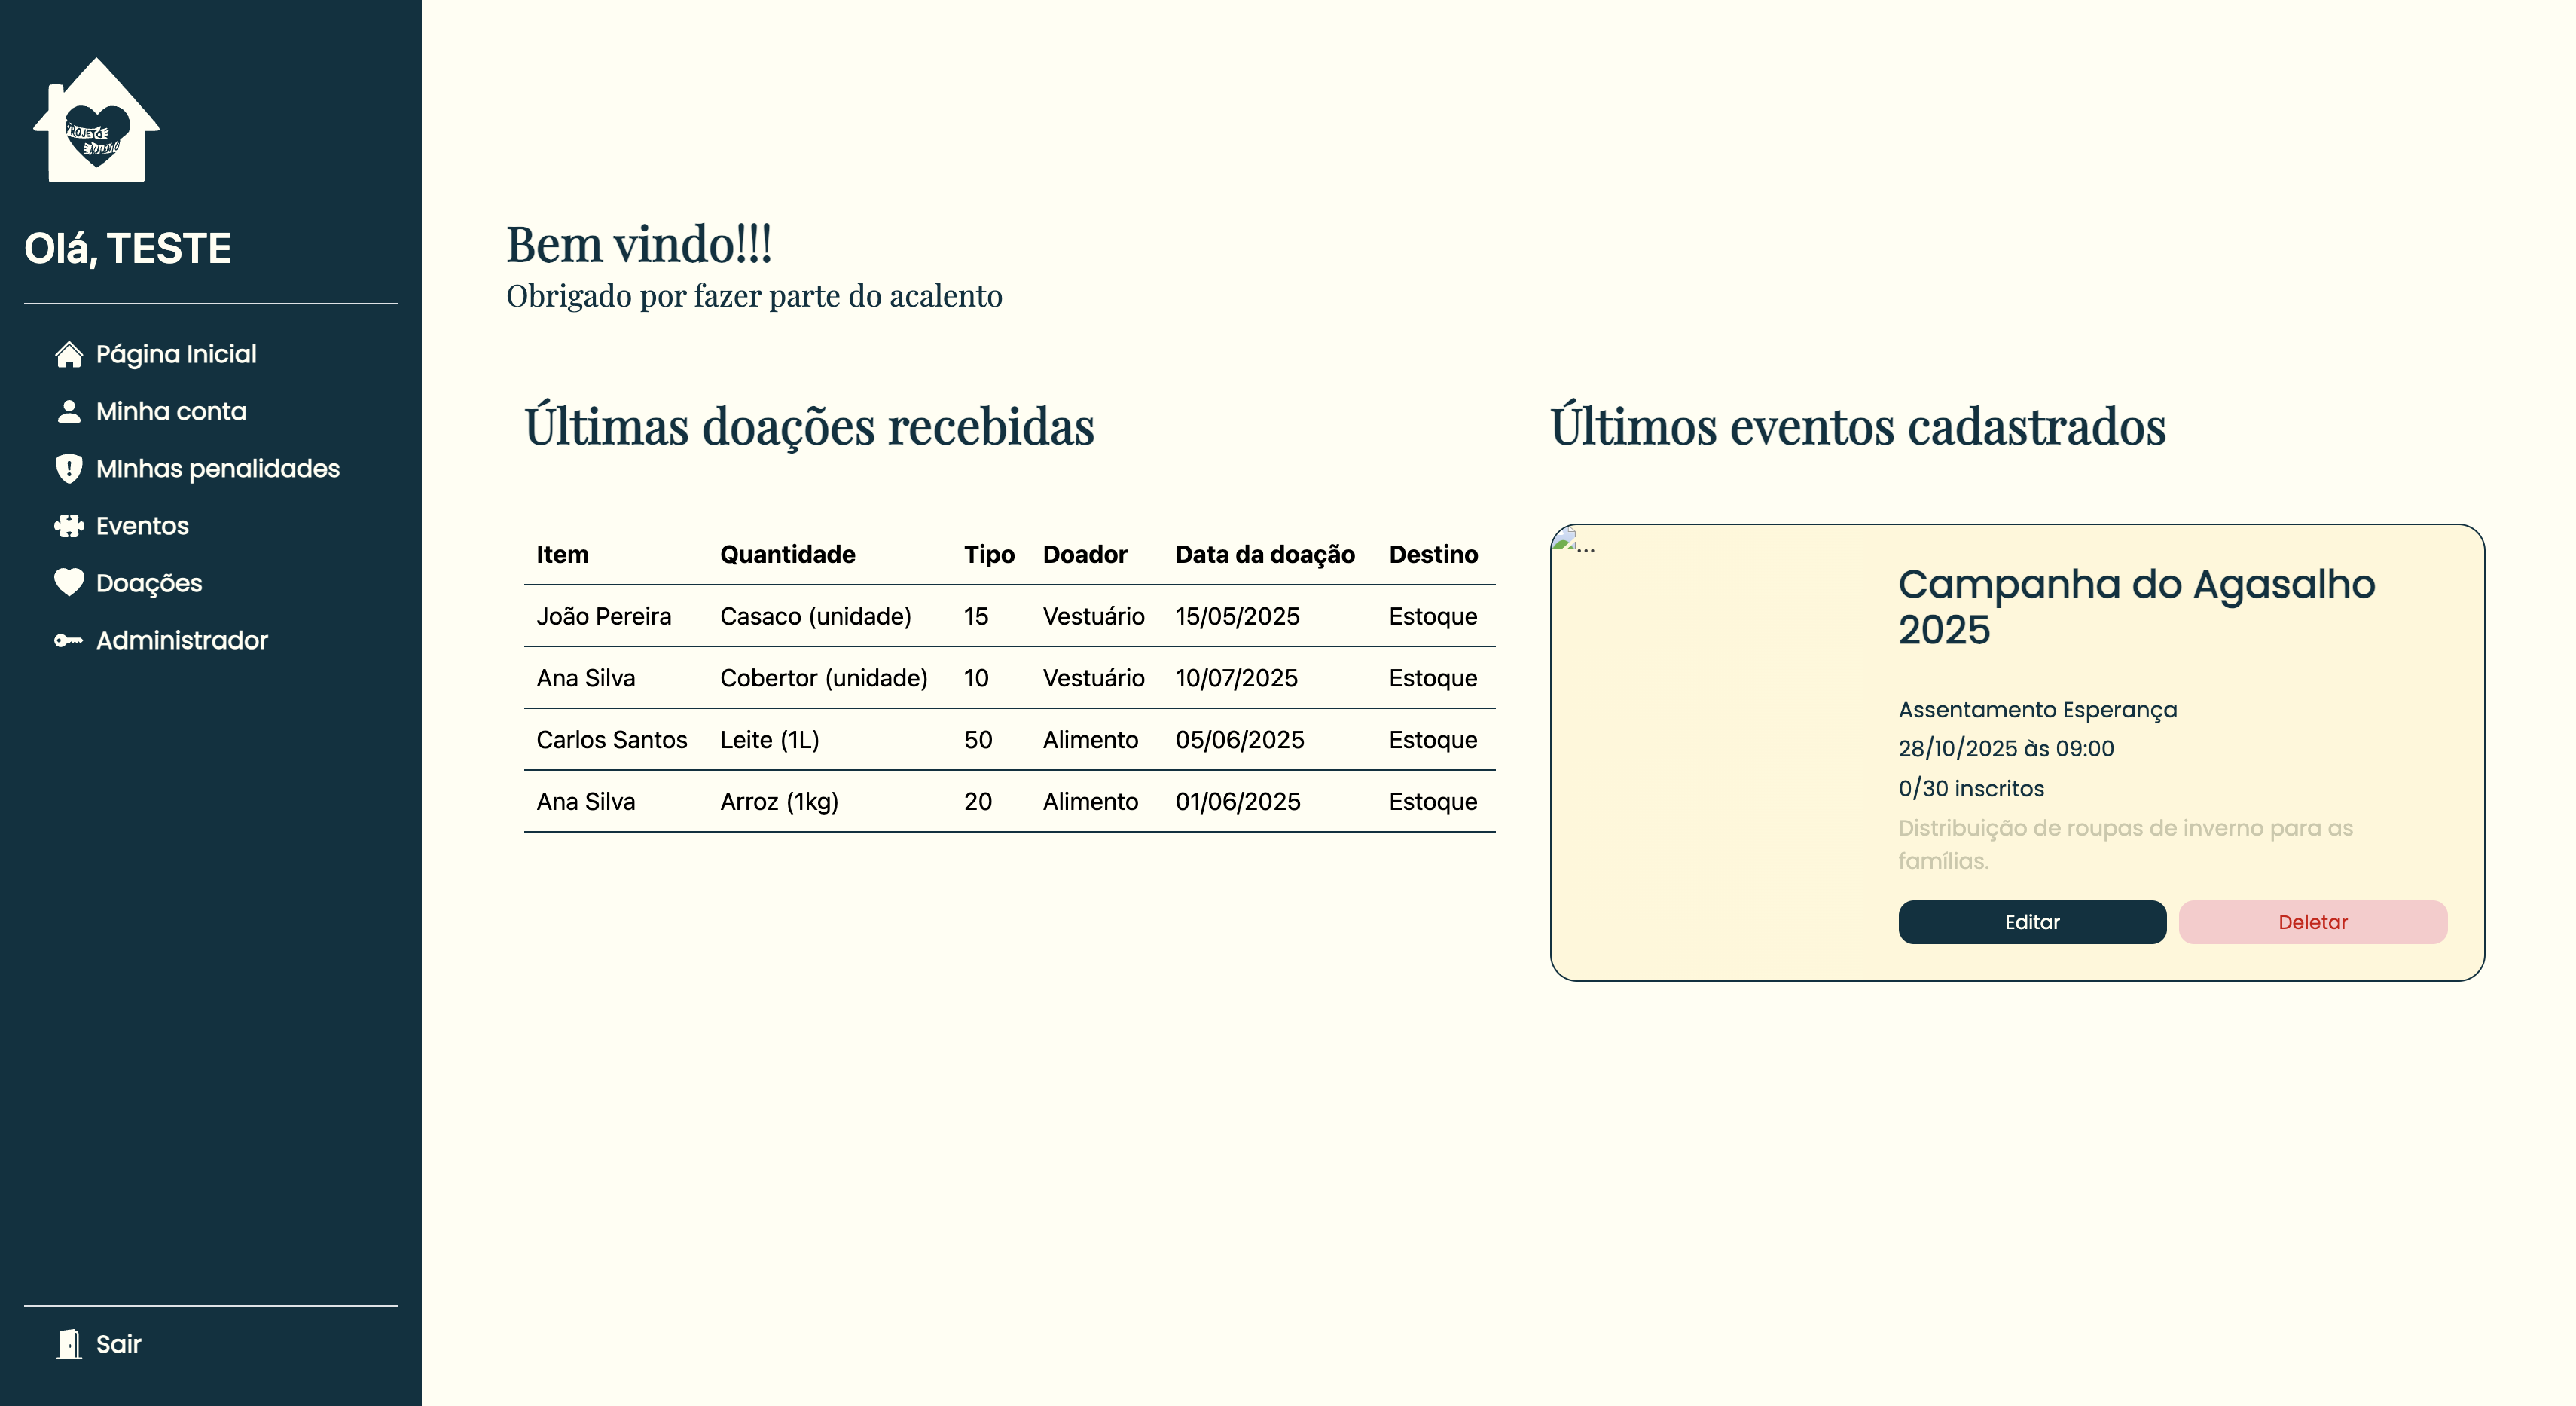 PROJETO
ACALENTO
Olá, TESTE
Página Inicial
Minha conta
MInhas penalidades
Eventos
Doações
Administrador
Sair
Bem vindo!!!
Obrigado por fazer parte do acalento
Últimas doações recebidas
Item Quantidade Tipo Doador Data da doação Destino
João Pereira Casaco (unidade) 15 Vestuário 15/05/2025 Estoque
Ana Silva Cobertor (unidade) 10 Vestuário 10/07/2025 Estoque
Carlos Santos Leite (1L) 50 Alimento 05/06/2025 Estoque
Ana Silva Arroz (1kg) 20 Alimento 01/06/2025 Estoque
Últimos eventos cadastrados
...
Campanha do Agasalho
2025
Assentamento Esperança
28/10/2025 às 09:00
0/30 inscritos
Distribuição de roupas de inverno para as
famílias.
Editar Deletar